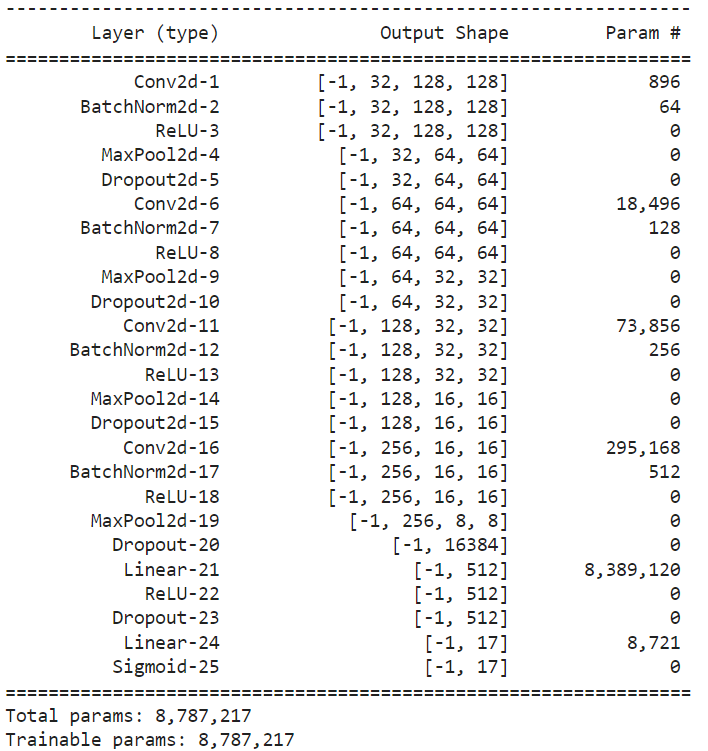 ----------------------------------------------------------------
Layer (type) Output Shape Param #
================================================================
Conv2d-1 [-1, 32, 128, 128] 896
BatchNorm2d-2 [-1, 32, 128, 128] 64
ReLU-3 [-1, 32, 128, 128] 0
MaxPool2d-4 [-1, 32, 64, 64] 0
Dropout2d-5 [-1, 32, 64, 64] 0
Conv2d-6 [-1, 64, 64, 64] 18,496
BatchNorm2d-7 [-1, 64, 64, 64] 128
ReLU-8 [-1, 64, 64, 64] 0
MaxPool2d-9 [-1, 64, 32, 32] 0
Dropout2d-10 [-1, 64, 32, 32] 0
Conv2d-11 [-1, 128, 32, 32] 73,856
BatchNorm2d-12 [-1, 128, 32, 32] 256
ReLU-13 [-1, 128, 32, 32] 0
MaxPool2d-14 [-1, 128, 16, 16] 0
Dropout2d-15 [-1, 128, 16, 16] 0
Conv2d-16 [-1, 256, 16, 16] 295,168
BatchNorm2d-17 [-1, 256, 16, 16] 512
ReLU-18 [-1, 256, 16, 16] 0
MaxPool2d-19 [-1, 256, 8, 8] 0
Dropout-20 [-1, 16384] 0
Linear-21 [-1, 512] 8,389,120
ReLU-22 [-1, 512] 0
Dropout-23 [-1, 512] 0
Linear-24 [-1, 17] 8,721
Sigmoid-25 [-1, 17] 0
================================================================
Total params: 8,787,217
Trainable params: 8,787,217